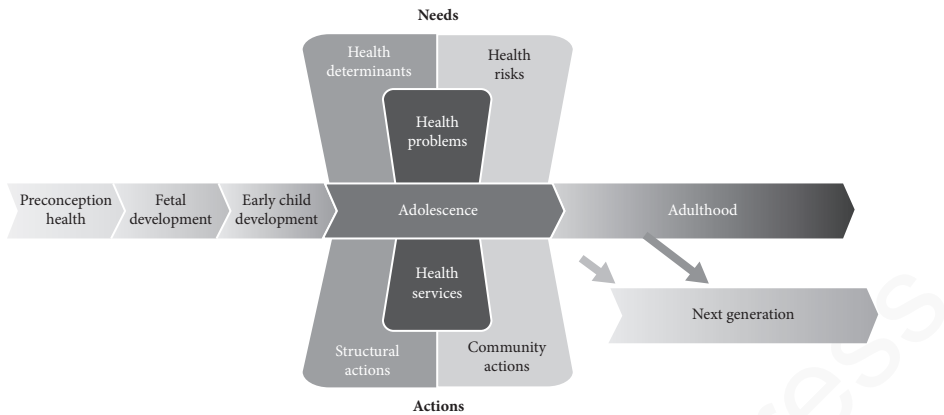 Needs
Health
determinants
Health
risks
Health
problems
Preconception
health
Fetal
development
Early child
development
Adolescence
Adulthood
Health
services
Next generation
Structural
actions
Community
actions
Actions
ress